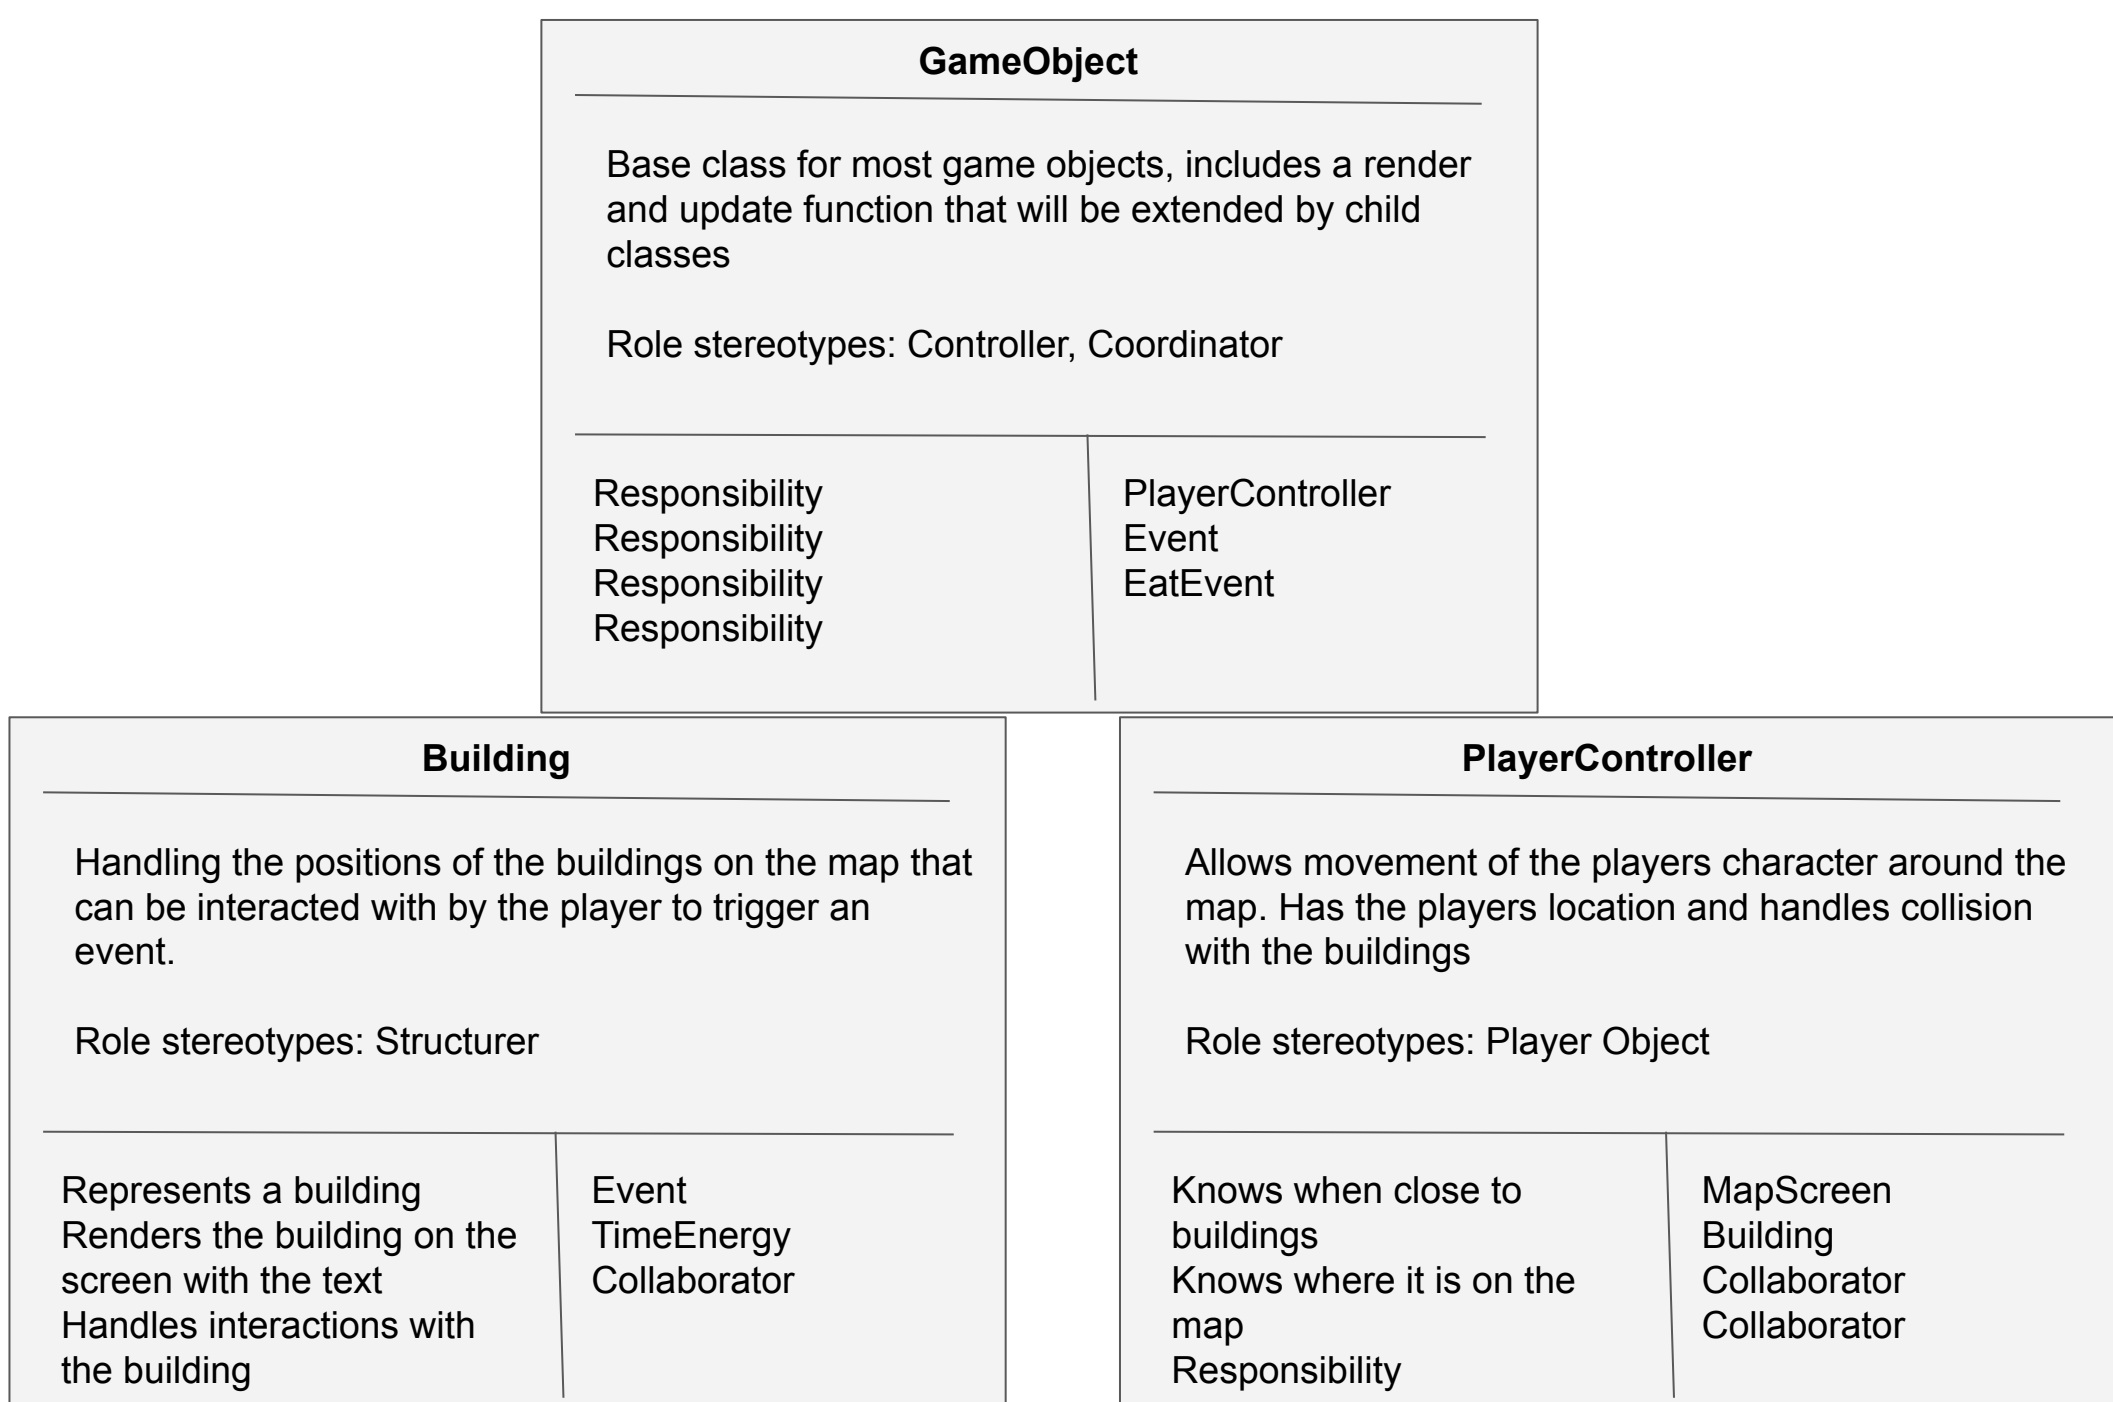 GameObject
Base class for most game objects, includes a render
and update function that will be extended by child
classes
Role stereotypes: Controller, Coordinator
Responsibility
Responsibility
Responsibility
Responsibility
PlayerController
Event
EatEvent
Building
Handling the positions of the buildings on the map that
can be interacted with by the player to trigger an
event.
Role stereotypes: Structurer
Represents a building
Renders the building on the
screen with the text
Handles interactions with
the building
Event
TimeEnergy
Collaborator
PlayerController
Allows movement of the players character around the
map. Has the players location and handles collision
with the buildings
Role stereotypes: Player Object
Knows when close to
buildings
Knows where it is on the
map
Responsibility
MapScreen
Building
Collaborator
Collaborator